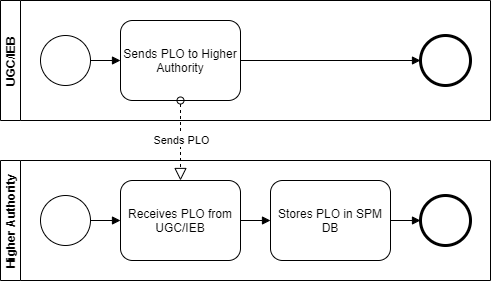 UGC/IEB
Sends PLO to Higher
Authority
Sends PLO
Higher Authority
Receives PLO from
UGC/IEB
Stores PLO in SPM
DB